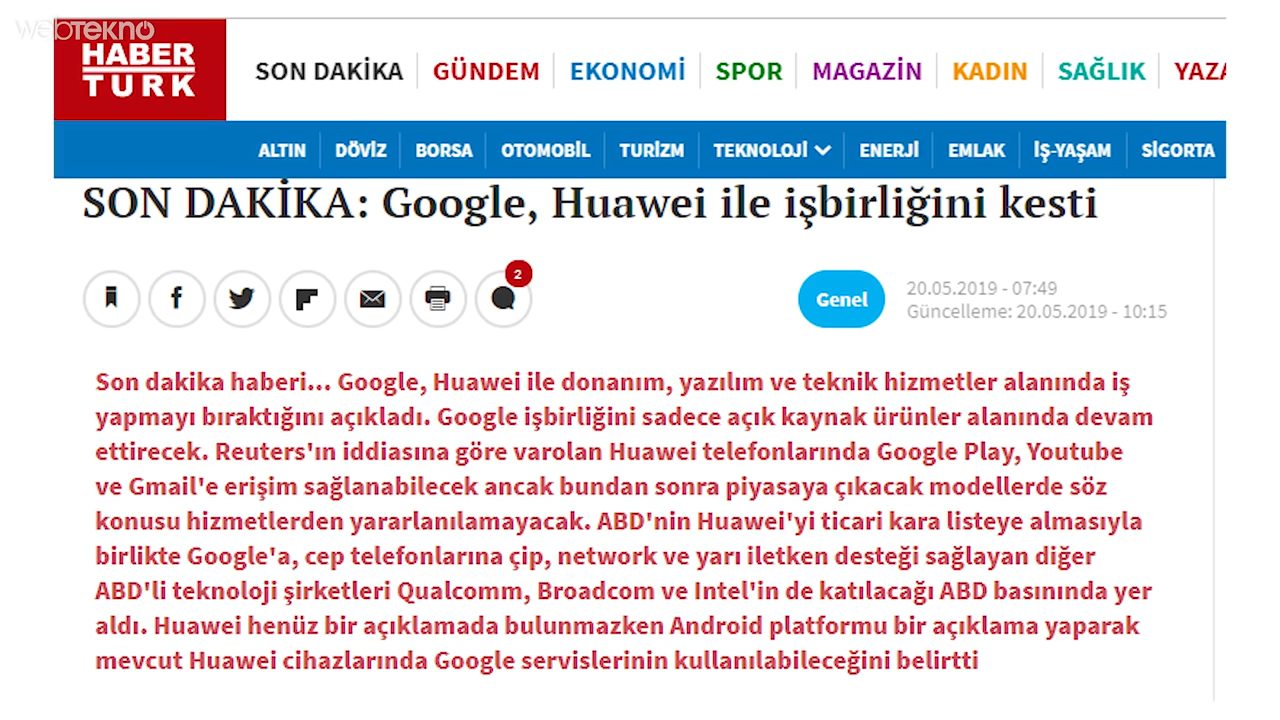 webTEKNO
HABER
TURK
SON DAKİKA GÜNDEM EKONOMİ SPOR MAGAZİN KADIN SAĞLIK YAZA
ALTIN DÖVİZ BORSA OTOMOBİL TURİZM TEKNOLOJİ ENERJİ EMLAK İŞ-YAŞAM SİGORTA
SON DAKİKA: Google, Huawei ile işbirliğini kesti
2
Genel
20.05.2019 - 07:49
Güncelleme: 20.05.2019 - 10:15
Son dakika haberi... Google, Huawei ile donanım, yazılım ve teknik hizmetler alanında iş
yapmayı bıraktığını açıkladı. Google işbirliğini sadece açık kaynak ürünler alanında devam
ettirecek. Reuters'ın iddiasına göre varolan Huawei telefonlarında Google Play, Youtube
ve Gmail'e erişim sağlanabilecek ancak bundan sonra piyasaya çıkacak modellerde söz
konusu hizmetlerden yararlanılamayacak. ABD'nin Huawei'yi ticari kara listeye almasıyla
birlikte Google'a, cep telefonlarına çip, network ve yarı iletken desteği sağlayan diğer
ABD'li teknoloji şirketleri Qualcomm, Broadcom ve Intel'in de katılacağı ABD basınında yer
aldı. Huawei henüz bir açıklamada bulunmazken Android platformu bir açıklama yaparak
mevcut Huawei cihazlarında Google servislerinin kullanılabileceğini belirtti